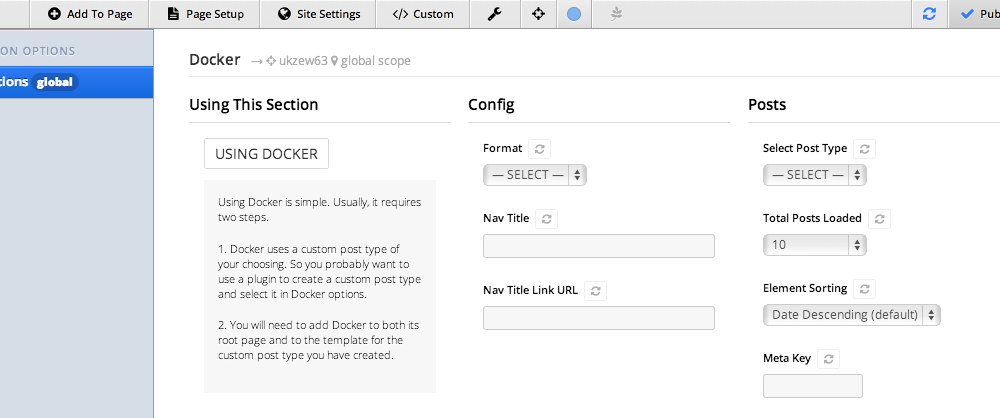 Add To Page Page Setup Site Settings </> Custom Pub
ON OPTIONS
tions global
Docker → ukzew63 global scope
Using This Section
USING DOCKER
Using Docker is simple. Usually, it requires
two steps.
1. Docker uses a custom post type of
your choosing. So you probably want to
use a plugin to create a custom post type
and select it in Docker options.
2. You will need to add Docker to both its
root page and to the template for the
custom post type you have created.
Config
Format
— SELECT —
Nav Title
Nav Title Link URL
Posts
Select Post Type
— SELECT —
Total Posts Loaded
10
Element Sorting
Date Descending (default)
Meta Key